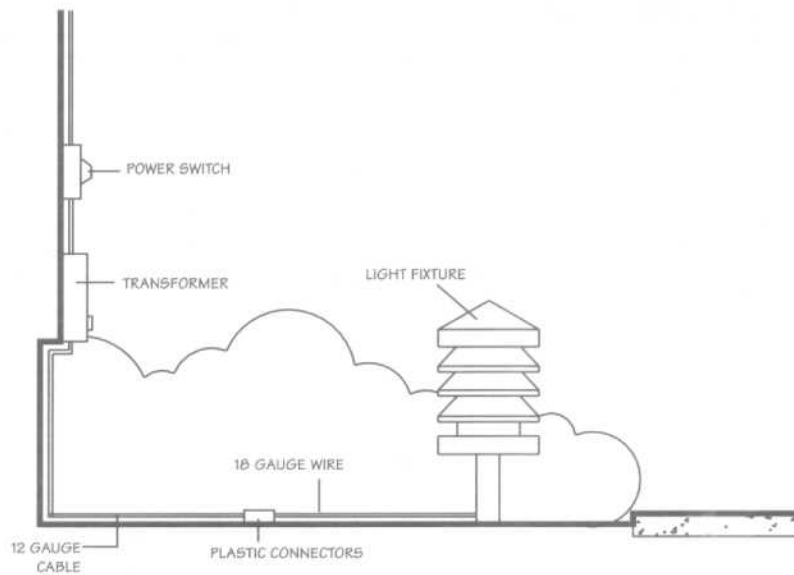 POWER SWITCH
TRANSFORMER
LIGHT FIXTURE
18 GAUGE WIRE
12 GAUGE
CABLE
PLASTIC CONNECTORS